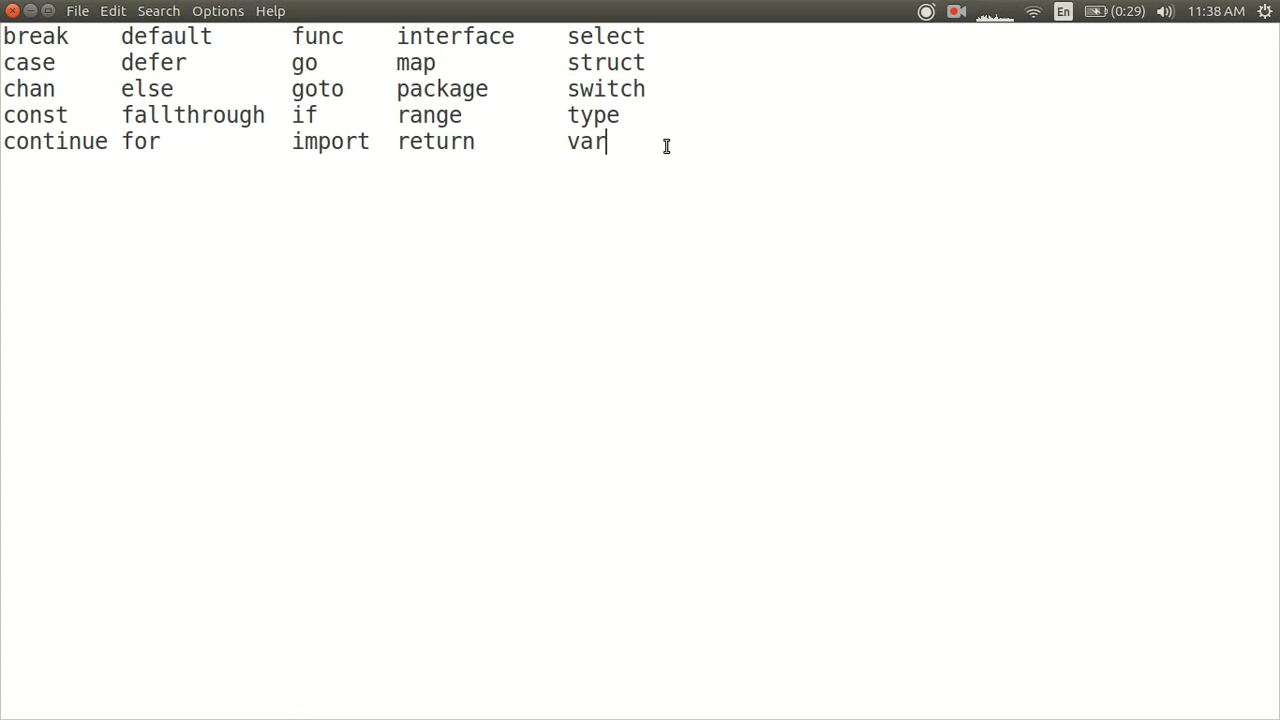 File Edit Search Options Help En (0:29) 11:38 AM
break default func interface select
case defer go map struct
chan else goto package switch
const fallthrough if range type
continue for import return var